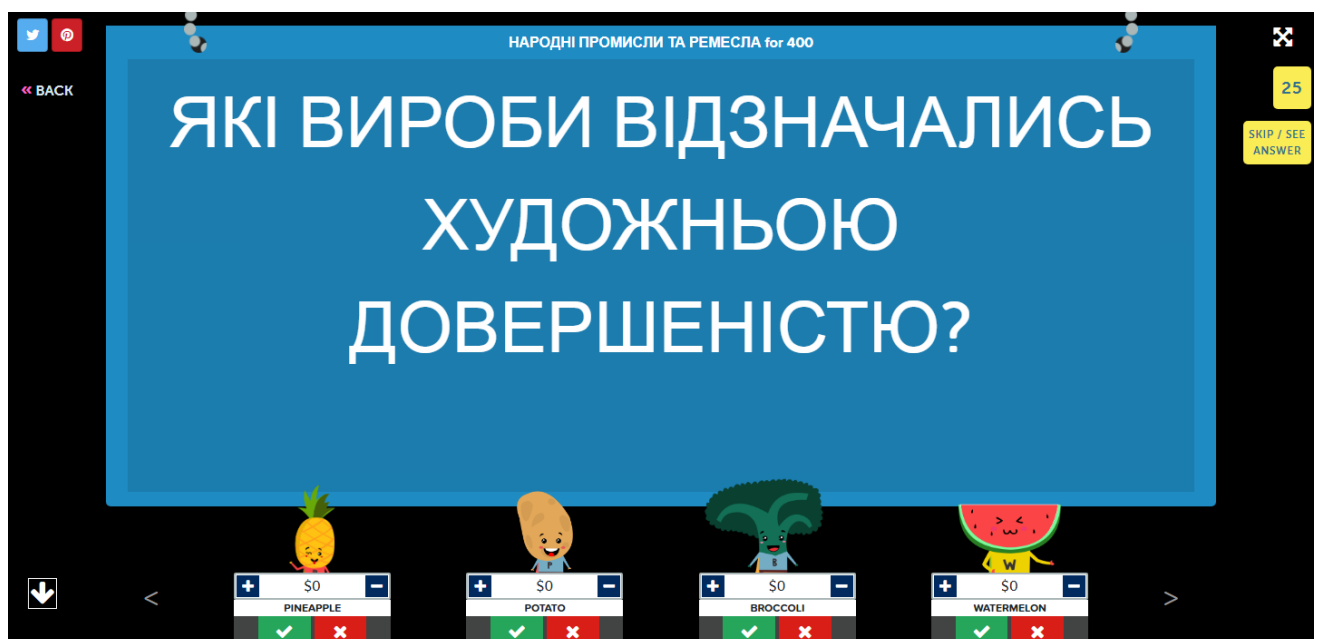 НАРОДНІ ПРОМИСЛИ ТА РЕМЕСЛА for 400
« BACK
25
SKIP / SEE
ANSWER
ЯКІ ВИРОБИ ВІДЗНАЧАЛИСЬ
ХУДОЖНЬОЮ
ДОВЕРШЕНІСТЮ?
P
B
W
+ $0 −
+ $0 −
+ $0 −
+ $0 −
< >
PINEAPPLE
POTATO
BROCCOLI
WATERMELON